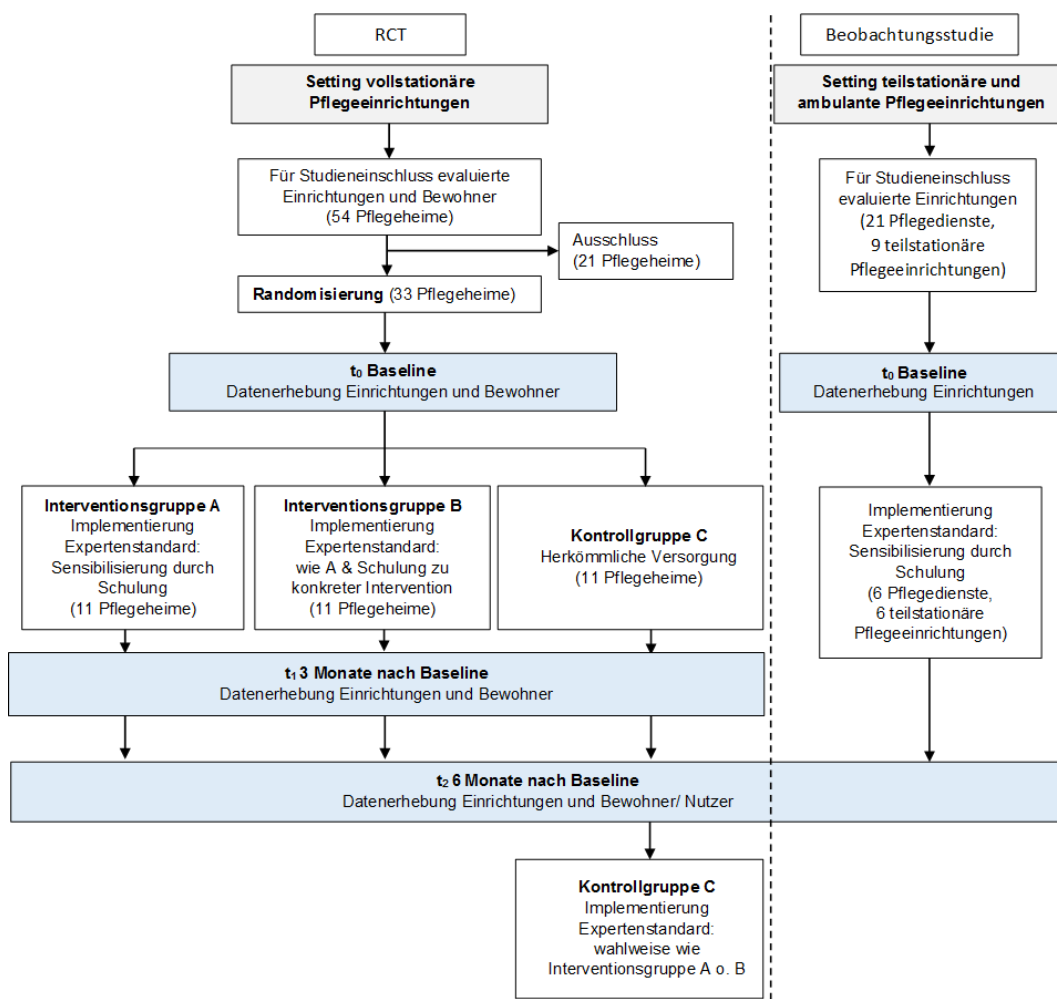 RCT
Setting vollstationäre
Pflegeeinrichtungen
Für Studieneinschluss evaluierte
Einrichtungen und Bewohner
(54 Pflegeheime)
Ausschluss
(21 Pflegeheime)
Randomisierung (33 Pflegeheime)
t₀ Baseline
Datenerhebung Einrichtungen und Bewohner
Interventionsgruppe A
Implementierung
Expertenstandard:
Sensibilisierung durch
Schulung
(11 Pflegeheime)
Interventionsgruppe B
Implementierung
Expertenstandard:
wie A & Schulung zu
konkreter Intervention
(11 Pflegeheime)
Kontrollgruppe C
Herkömmliche Versorgung
(11 Pflegeheime)
t₁ 3 Monate nach Baseline
Datenerhebung Einrichtungen und Bewohner
Beobachtungsstudie
Setting teilstationäre und
ambulante Pflegeeinrichtungen
Für Studieneinschluss
evaluierte Einrichtungen
(21 Pflegedienste,
9 teilstationäre
Pflegeeinrichtungen)
t₀ Baseline
Datenerhebung Einrichtungen
Implementierung
Expertenstandard:
Sensibilisierung durch
Schulung
(6 Pflegedienste,
6 teilstationäre
Pflegeeinrichtungen)
t₂ 6 Monate nach Baseline
Datenerhebung Einrichtungen und Bewohner/ Nutzer
Kontrollgruppe C
Implementierung
Expertenstandard:
wahlweise wie
Interventionsgruppe A o. B